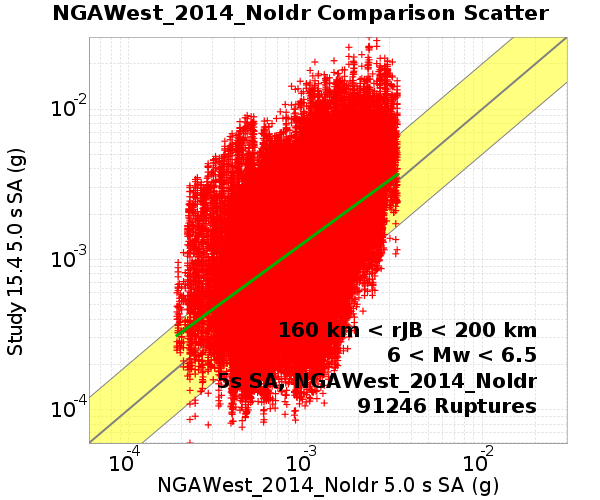 NGAWest_2014_NoIdr Comparison Scatter
Study 15.4 5.0 s SA (g)
10-2
10-3
10-4
160 km < rJB < 200 km
6 < Mw < 6.5
5s SA, NGAWest_2014_NoIdr
91246 Ruptures
10-4
10-3
10-2
NGAWest_2014_NoIdr 5.0 s SA (g)